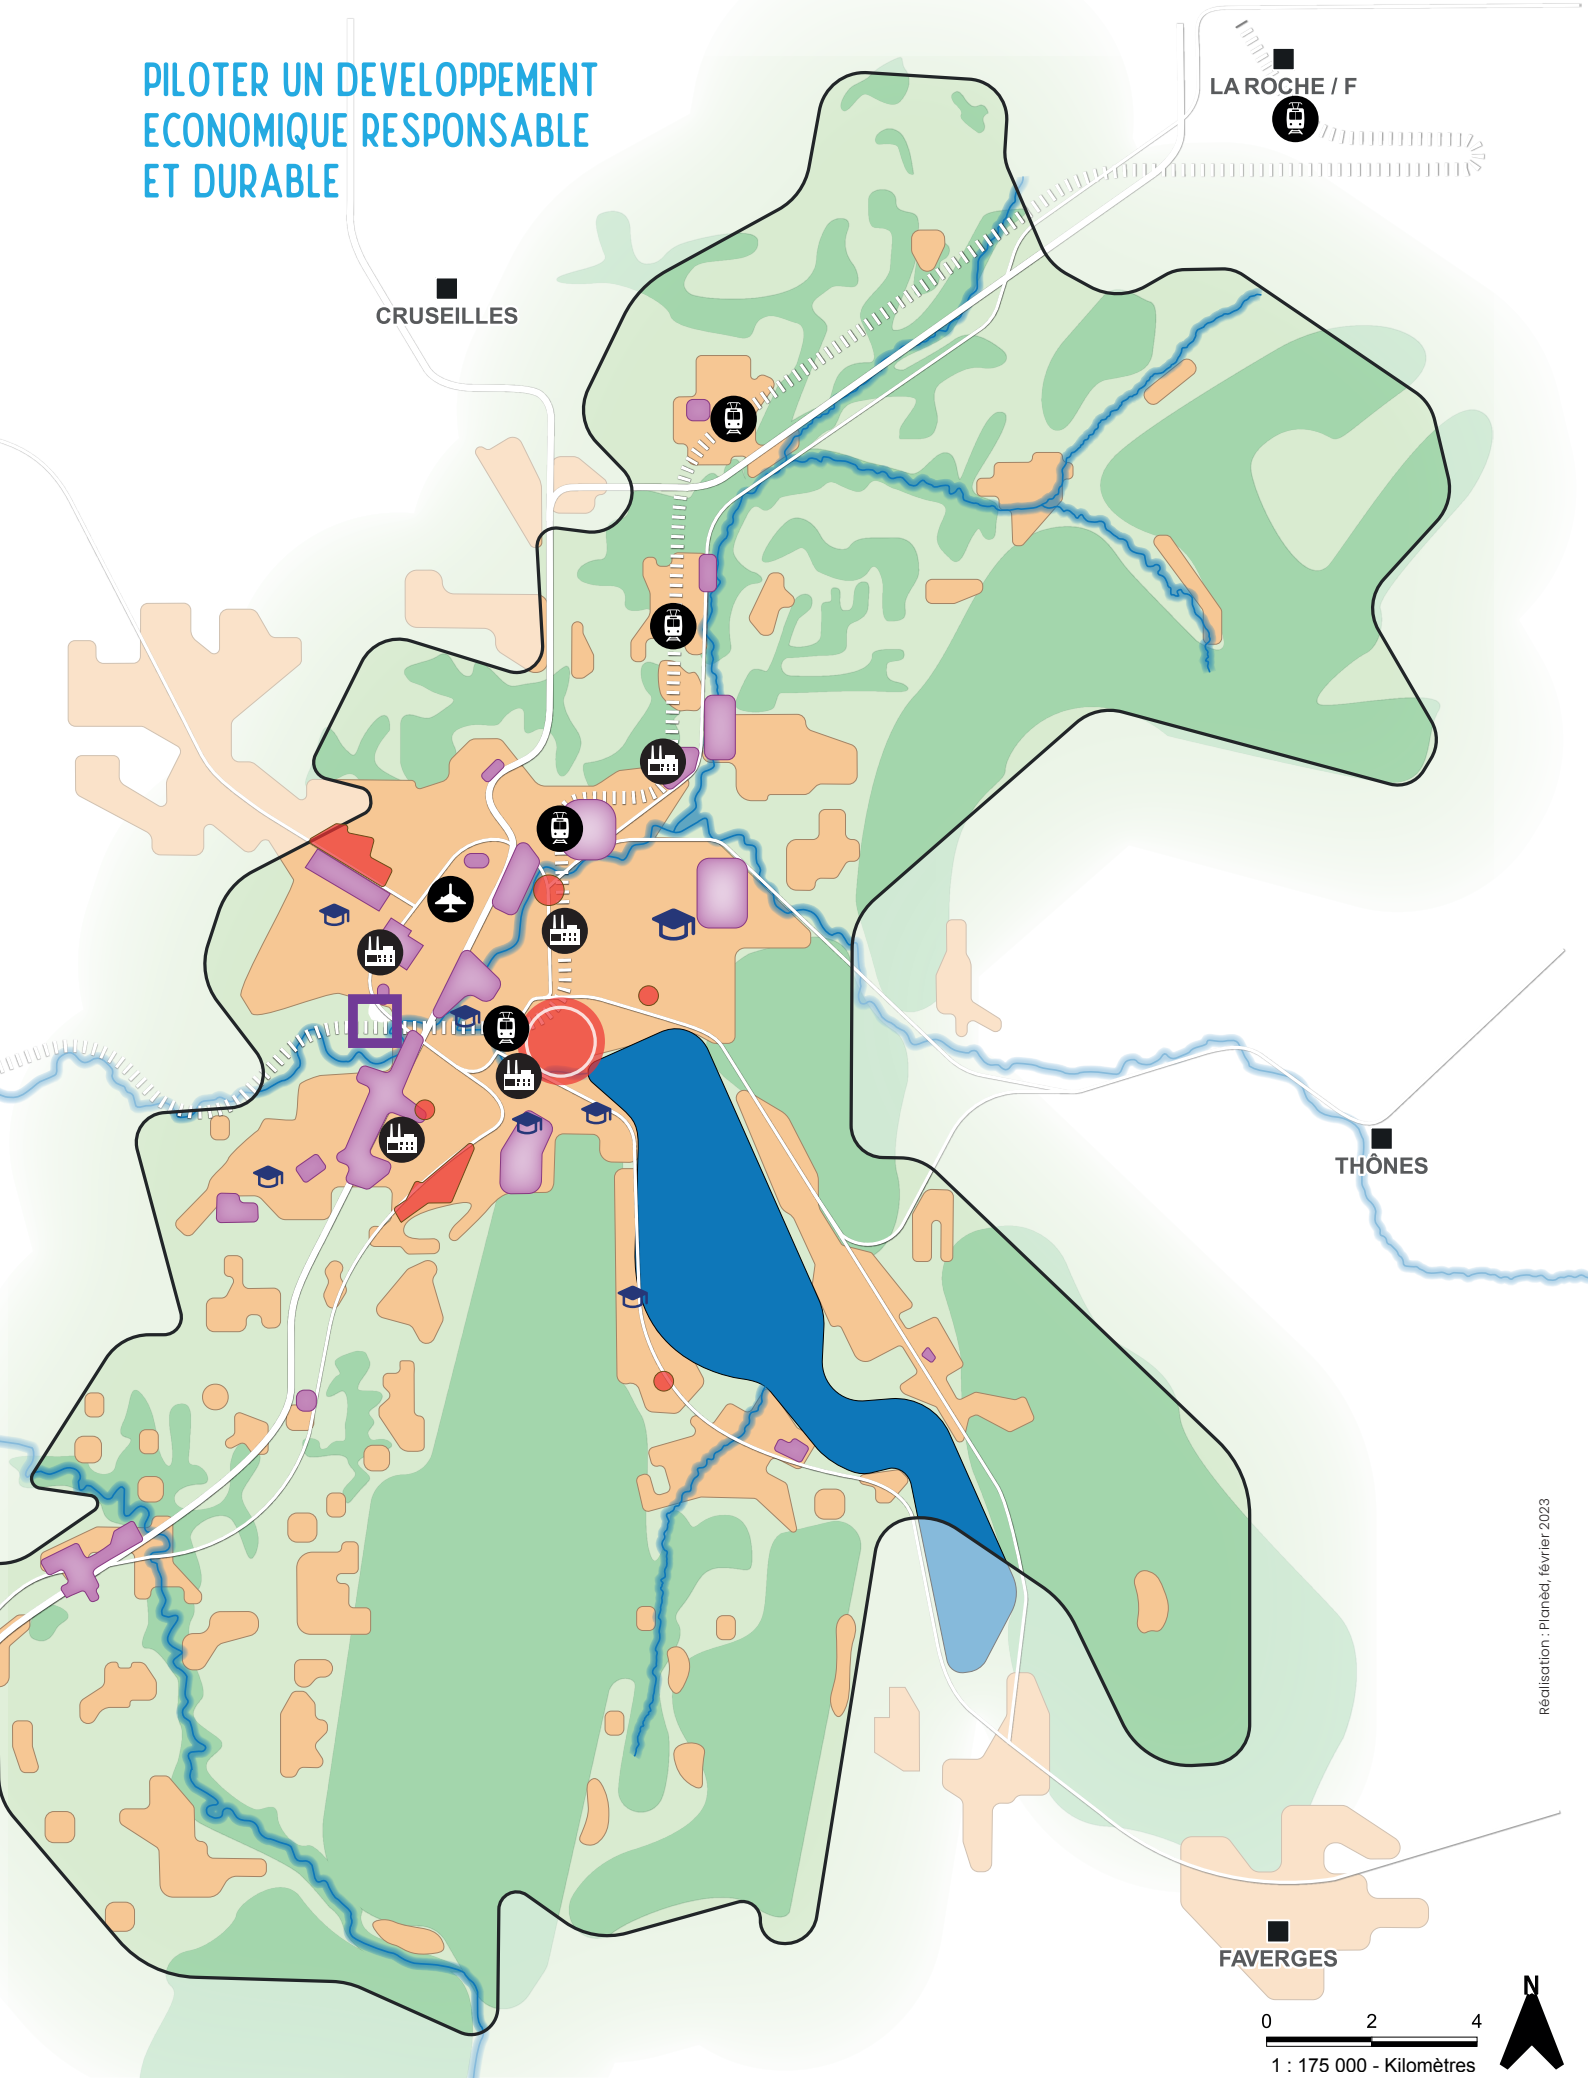 PILOTER UN DEVELOPPEMENT
ECONOMIQUE RESPONSABLE
ET DURABLE
LA ROCHE / F
CRUSEILLES
THÔNES
Réalisation : Planèd, février 2023
FAVERGES
N
0 2 4
1 : 175 000 - Kilomètres